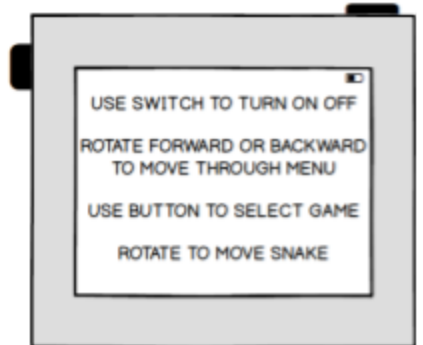 USE SWITCH TO TURN ON OFF
ROTATE FORWARD OR BACKWARD
TO MOVE THROUGH MENU
USE BUTTON TO SELECT GAME
ROTATE TO MOVE SNAKE